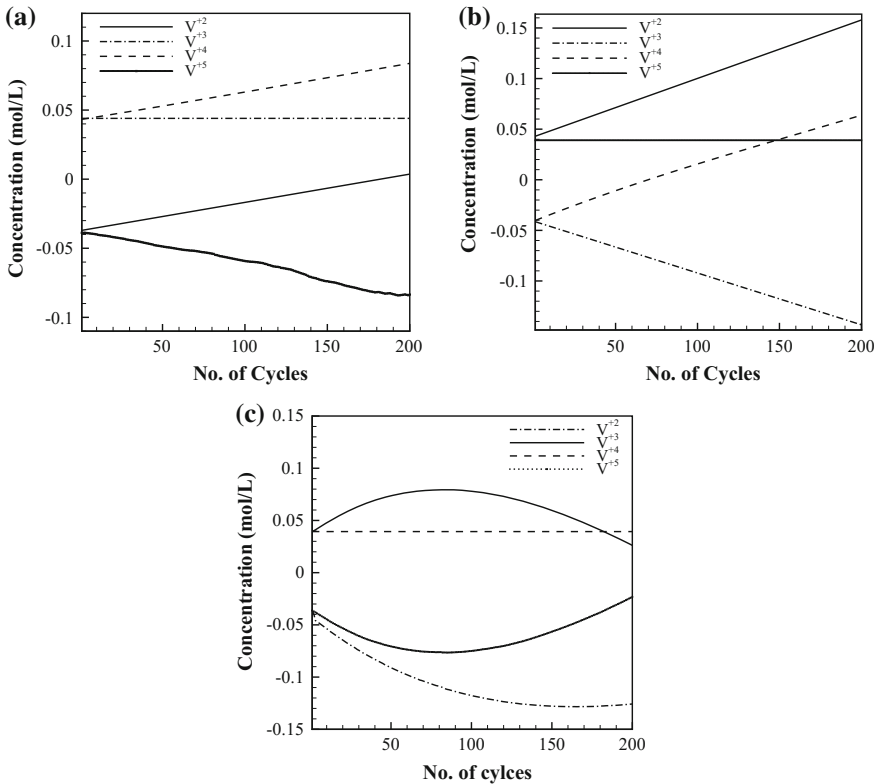 (a)
0.1
0.05
0
-0.05
-0.1
50
100
150
200
V+2
V+3
V+4
V+5
Concentration (mol/L)
No. of Cycles
(b)
0.15
0.1
0.05
0
-0.05
-0.1
50
100
150
200
V+2
V+3
V+4
V+5
Concentration (mol/L)
No. of Cycles
(c)
0.15
0.1
0.05
0
-0.05
-0.1
-0.15
50
100
150
200
V+2
V+3
V+4
V+5
Concentration (mol/L)
No. of cylces